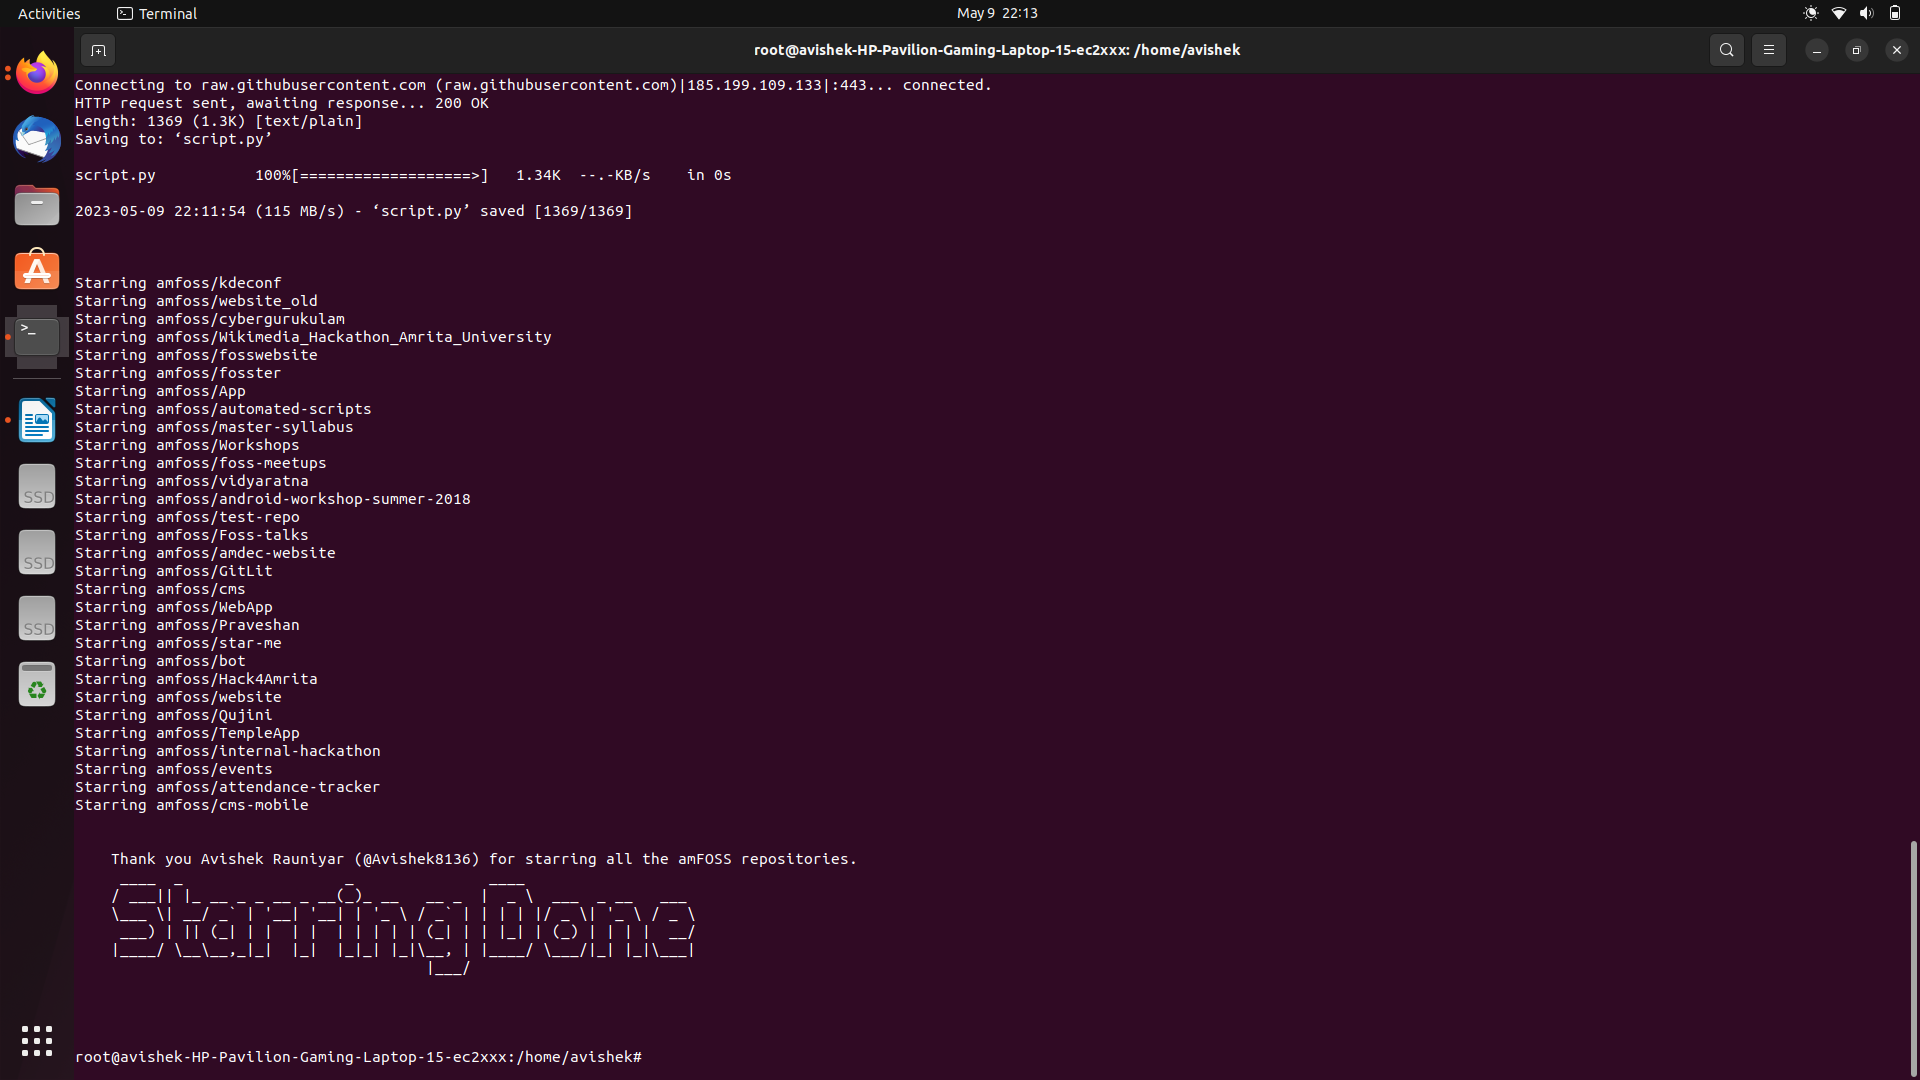 Activities Terminal May 9 22:13
root@avishek-HP-Pavilion-Gaming-Laptop-15-ec2xxx: /home/avishek
Connecting to raw.githubusercontent.com (raw.githubusercontent.com)|185.199.109.133|:443... connected.
HTTP request sent, awaiting response... 200 OK
Length: 1369 (1.3K) [text/plain]
Saving to: ‘script.py’
script.py 100%[===================>] 1.34K --.-KB/s in 0s
2023-05-09 22:11:54 (115 MB/s) - ‘script.py’ saved [1369/1369]
Starring amfoss/kdeconf
Starring amfoss/website_old
Starring amfoss/cybergurukulam
Starring amfoss/Wikimedia_Hackathon_Amrita_University
Starring amfoss/fosswebsite
Starring amfoss/fosster
Starring amfoss/App
Starring amfoss/automated-scripts
Starring amfoss/master-syllabus
Starring amfoss/Workshops
Starring amfoss/foss-meetups
Starring amfoss/vidyaratna
Starring amfoss/android-workshop-summer-2018
Starring amfoss/test-repo
Starring amfoss/Foss-talks
Starring amfoss/amdec-website
Starring amfoss/GitLit
Starring amfoss/cms
Starring amfoss/WebApp
Starring amfoss/Praveshan
Starring amfoss/star-me
Starring amfoss/bot
Starring amfoss/Hack4Amrita
Starring amfoss/website
Starring amfoss/Qujini
Starring amfoss/TempleApp
Starring amfoss/internal-hackathon
Starring amfoss/events
Starring amfoss/attendance-tracker
Starring amfoss/cms-mobile
Thank you Avishek Rauniyar (@Avishek8136) for starring all the amFOSS repositories.
Starring Done
root@avishek-HP-Pavilion-Gaming-Laptop-15-ec2xxx:/home/avishek#
SSD
SSD
SSD